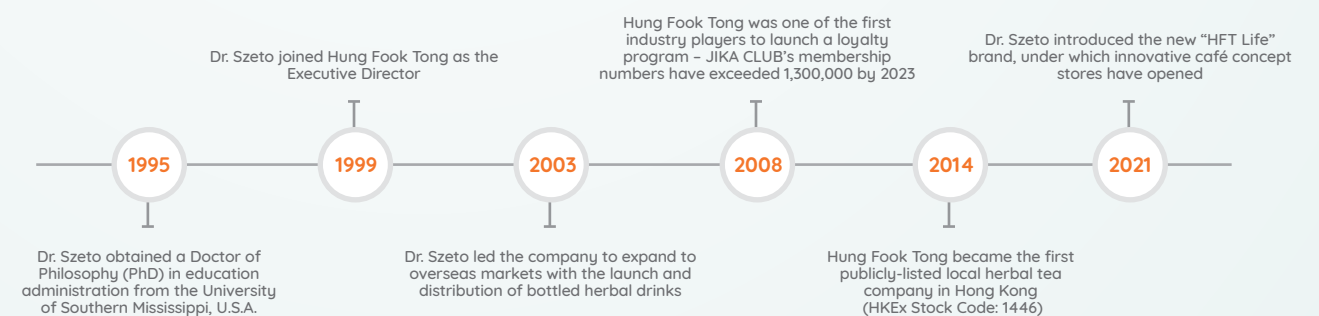 1995
Dr. Szeto obtained a Doctor of
Philosophy (PhD) in education
administration from the University
of Southern Mississippi, U.S.A.
Dr. Szeto joined Hung Fook Tong as the
Executive Director
1999
2003
Dr. Szeto led the company to expand to
overseas markets with the launch and
distribution of bottled herbal drinks
Hung Fook Tong was one of the first
industry players to launch a loyalty
program – JIKA CLUB’s membership
numbers have exceeded 1,300,000 by 2023
2008
2014
Hung Fook Tong became the first
publicly-listed local herbal tea
company in Hong Kong
(HKEx Stock Code: 1446)
Dr. Szeto introduced the new “HFT Life”
brand, under which innovative café concept
stores have opened
2021